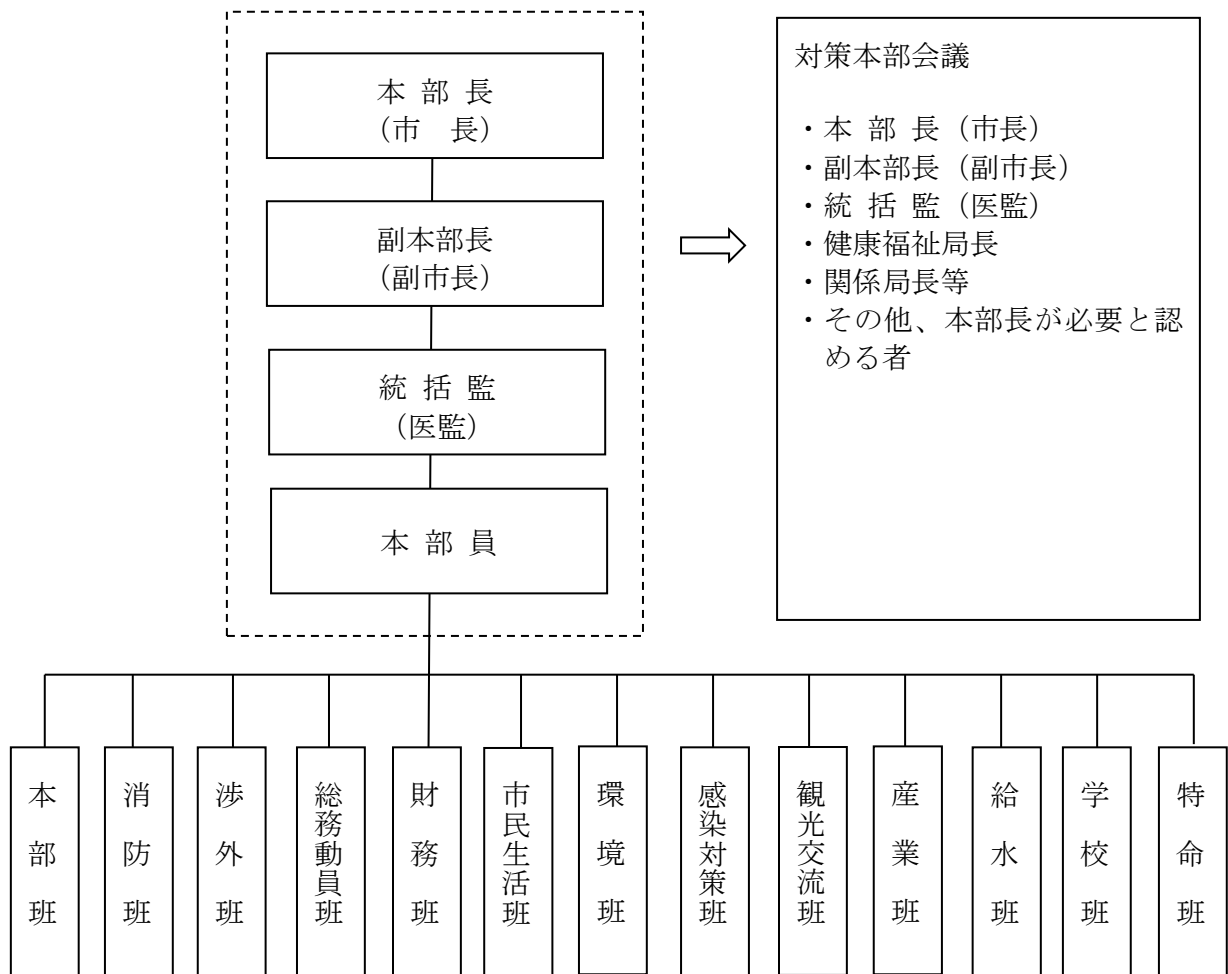 本 部 長
（市　長）
副本部長
（副市長）
統 括 監
（医監）
本 部 員
対策本部会議
・本 部 長（市長）
・副本部長（副市長）
・統 括 監（医監）
・健康福祉局長
・関係局長等
・その他、本部長が必要と認
める者
本部班
消防班
渉外班
総務動員班
財務班
市民生活班
環境班
感染対策班
観光交流班
産業班
給水班
学校班
特命班